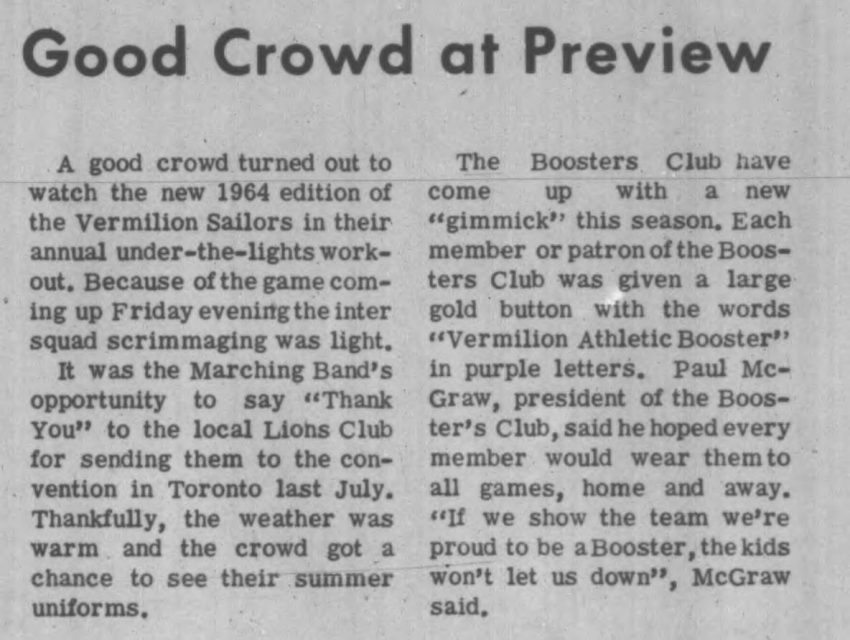 Good Crowd at Preview
A good crowd turned out to
watch the new 1964 edition of
the Vermilion Sailors in their
annual under-the-lights work-
out. Because of the game com-
ing up Friday evening the inter
squad scrimmaging was light.
It was the Marching Band's
opportunity to say "Thank
You" to the local Lions Club
for sending them to the con-
vention in Toronto last July.
Thankfully, the weather was
warm and the crowd got a
chance to see their summer
uniforms.
The Boosters Club have
come up with a new
"gimmick" this season. Each
member or patron of the Boos-
ters Club was given a large
gold button with the words
"Vermilion Athletic Booster"
in purple letters. Paul Mc-
Graw, president of the Boos-
ter's Club, said he hoped every
member would wear them to
all games, home and away.
"If we show the team we're
proud to be a Booster, the kids
won't let us down", McGraw
said.